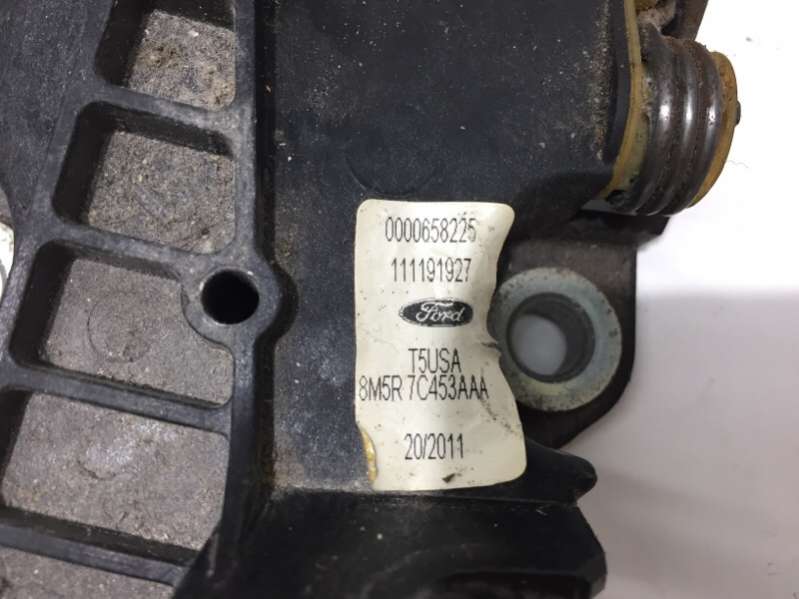 0000658225
111191927
Ford
T5USA
8M5R 7C453AAA
20/2011